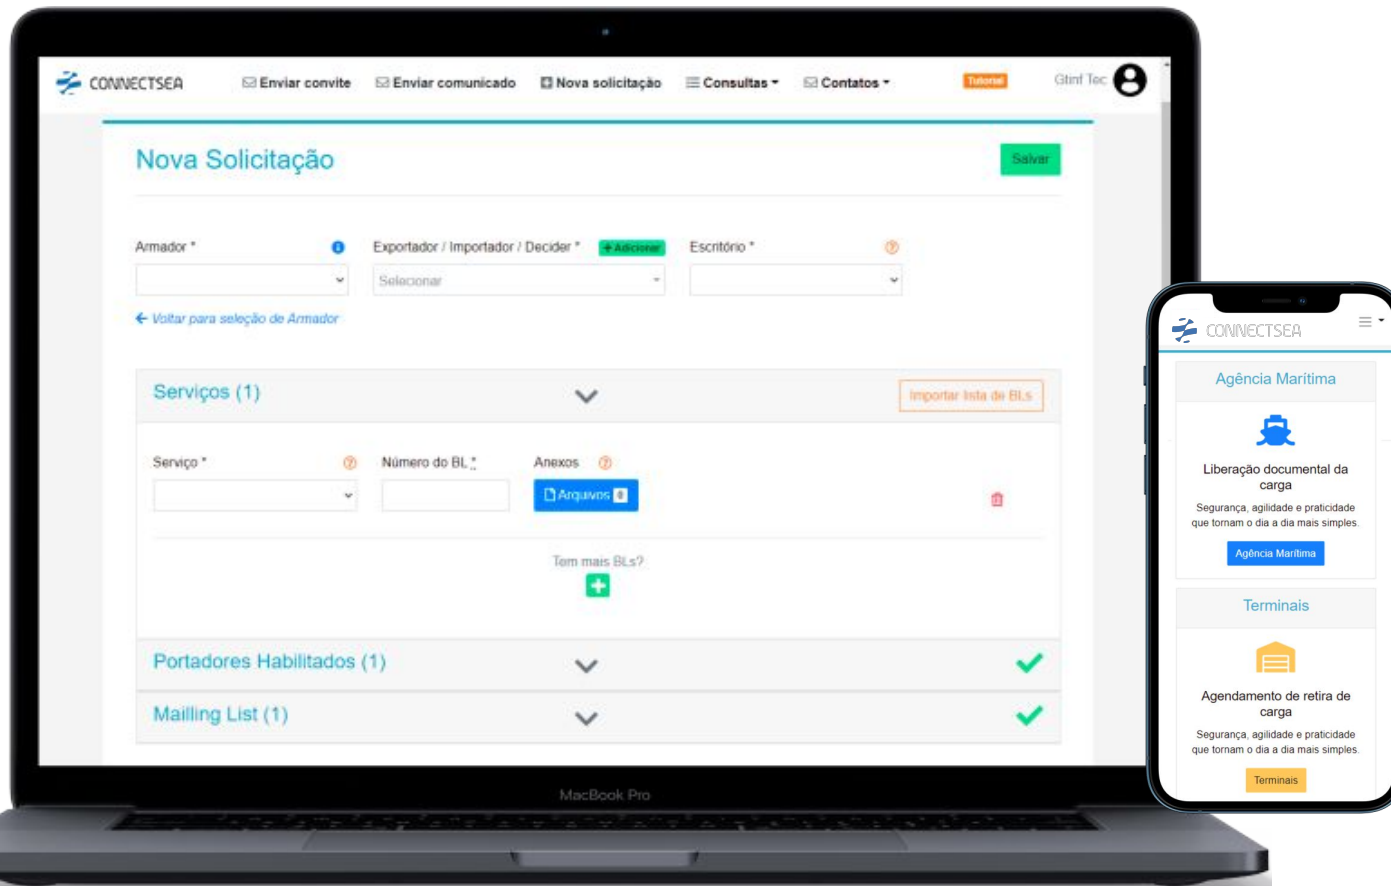 CONNECTSEA
Enviar convite
Enviar comunicado
Nova solicitação
Consultas
Contatos
Tutorial
Gtinf Tec
Nova Solicitação
Salvar
Armador *
Exportador / Importador / Decider *
+Adicionar
Escritório *
Selecionar
Voltar para seleção de Armador
Serviços (1)
Importar lista de BLs
Serviço *
Número do BL *
Anexos
Arquivos 0
Tem mais BLs?
Portadores Habilitados (1)
Mailling List (1)
MacBook Pro
CONNECTSEA
Agência Marítima
Liberação documental da
carga
Segurança, agilidade e praticidade
que tornam o dia a dia mais simples.
Agência Marítima
Terminais
Agendamento de retira de
carga
Segurança, agilidade e praticidade
que tornam o dia a dia mais simples.
Terminais